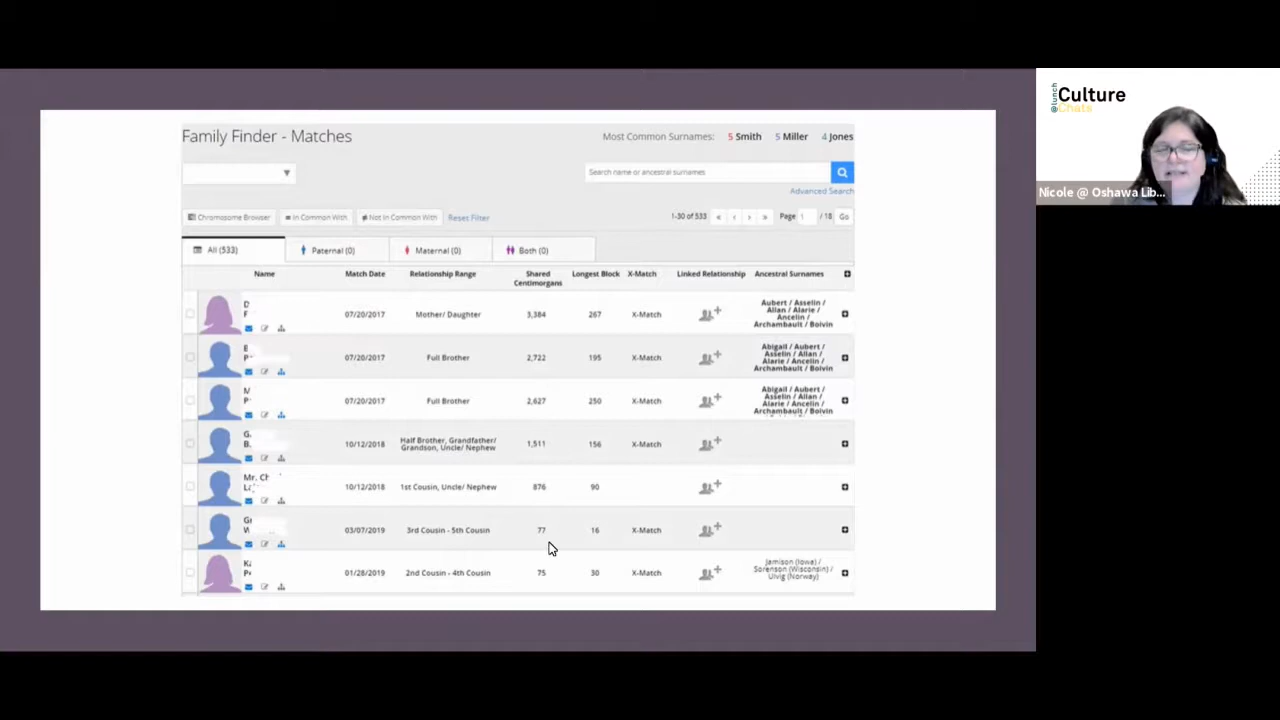 Family Finder - Matches
Most Common Surnames: 5 Smith 5 Miller 4 Jones
Search name or ancestral surnames
Advanced Search
Chromosome Browser In Common With Not In Common With Reset Filter
1-30 of 533 « ‹ › » Page 1 / 18 Go
All (533) Paternal (0) Maternal (0) Both (0)
Name Match Date Relationship Range Shared Centimorgans Longest Block X-Match Linked Relationship Ancestral Surnames
D
F
07/20/2017 Mother/ Daughter 3,384 267 X-Match
Aubert / Asselin /
Allan / Alarie /
Ancelin /
Archambault / Boivin
B
P
07/20/2017 Full Brother 2,722 195 X-Match
Abigail / Aubert /
Asselin / Allan /
Alarie / Ancelin /
Archambault / Boivin
M
P
07/20/2017 Full Brother 2,627 250 X-Match
Abigail / Aubert /
Asselin / Allan /
Alarie / Ancelin /
Archambault / Boivin
G.
B.
10/12/2018
Half Brother, Grandfather/
Grandson, Uncle/ Nephew
1,511 156 X-Match
Mr. Ch
10/12/2018 1st Cousin, Uncle/ Nephew 876 90
03/07/2019 3rd Cousin - 5th Cousin 77 16 X-Match
01/28/2019 2nd Cousin - 4th Cousin 75 30 X-Match
Jamison (Iowa) /
Sorenson (Wisconsin) /
Ulvig (Norway)
@lunch
Culture
Chats
Nicole @ Oshawa Lib...